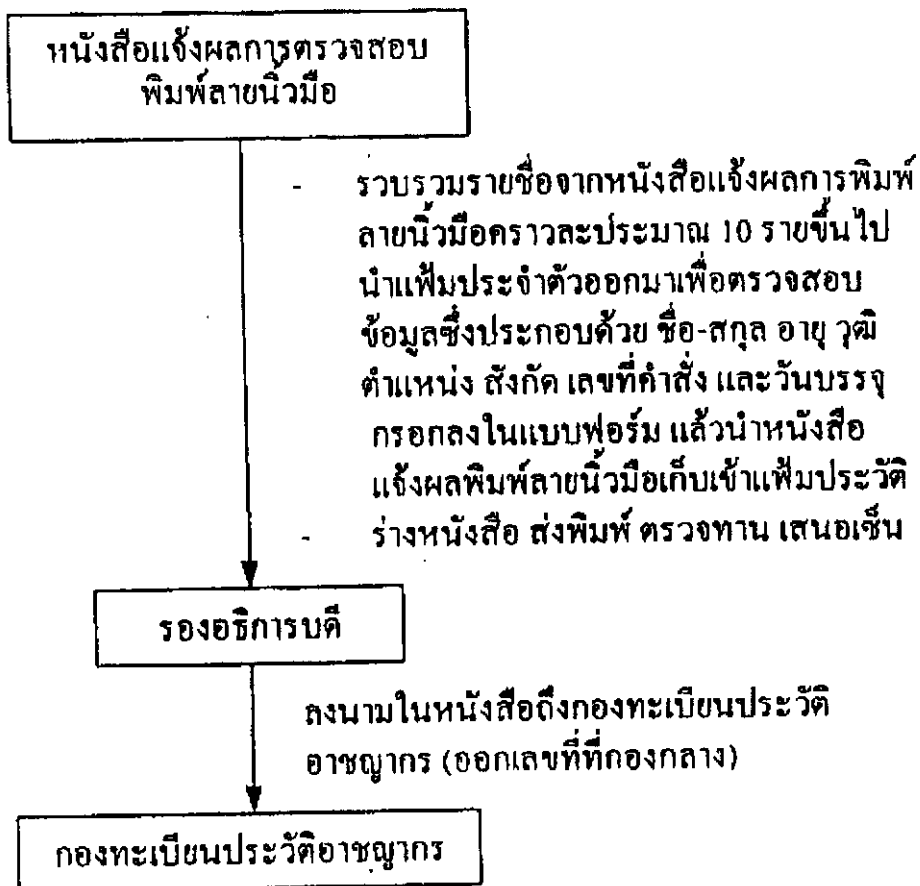 หนังสือแจ้งผลการตรวจสอบ
พิมพ์ลายนิ้วมือ
- รวบรวมรายชื่อจากหนังสือแจ้งผลการพิมพ์
ลายนิ้วมือคราวละประมาณ 10 รายขึ้นไป
นำแฟ้มประจำตัวออกมาเพื่อตรวจสอบ
ข้อมูลซึ่งประกอบด้วย ชื่อ-สกุล อายุ วุฒิ
ตำแหน่ง สังกัด เลขที่คำสั่ง และวันบรรจุ
กรอกลงในแบบฟอร์ม แล้วนำหนังสือ
แจ้งผลพิมพ์ลายนิ้วมือเก็บเข้าแฟ้มประวัติ
- ร่างหนังสือ ส่งพิมพ์ ตรวจทาน เสนอเซ็น
รองอธิการบดี
ลงนามในหนังสือถึงกองทะเบียนประวัติ
อาชญากร (ออกเลขที่ที่กองกลาง)
กองทะเบียนประวัติอาชญากร